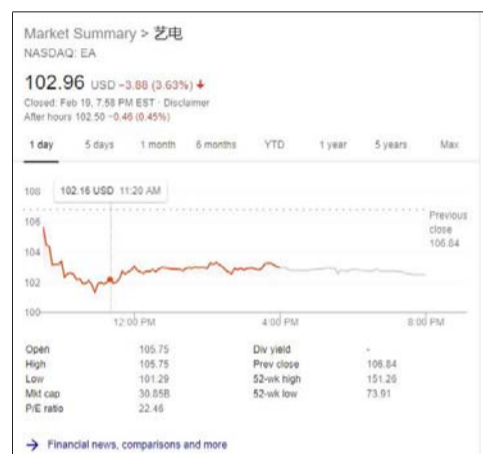 Market Summary > 艺电
NASDAQ: EA
102.96 USD −3.88 (3.63%) ↓
Closed: Feb 19, 7:58 PM EST · Disclaimer
After hours 102.50 −0.46 (0.45%)
1 day 5 days 1 month 6 months YTD 1 year 5 years Max
108 102.16 USD 11:20 AM
106 Previous
close
104 106.84
102
100
12:00 PM 4:00 PM 8:00 PM
Open 105.75 Div yield -
High 105.75 Prev close 106.84
Low 101.29 52-wk high 151.26
Mkt cap 30.85B 52-wk low 73.91
P/E ratio 22.46
→ Financial news, comparisons and more